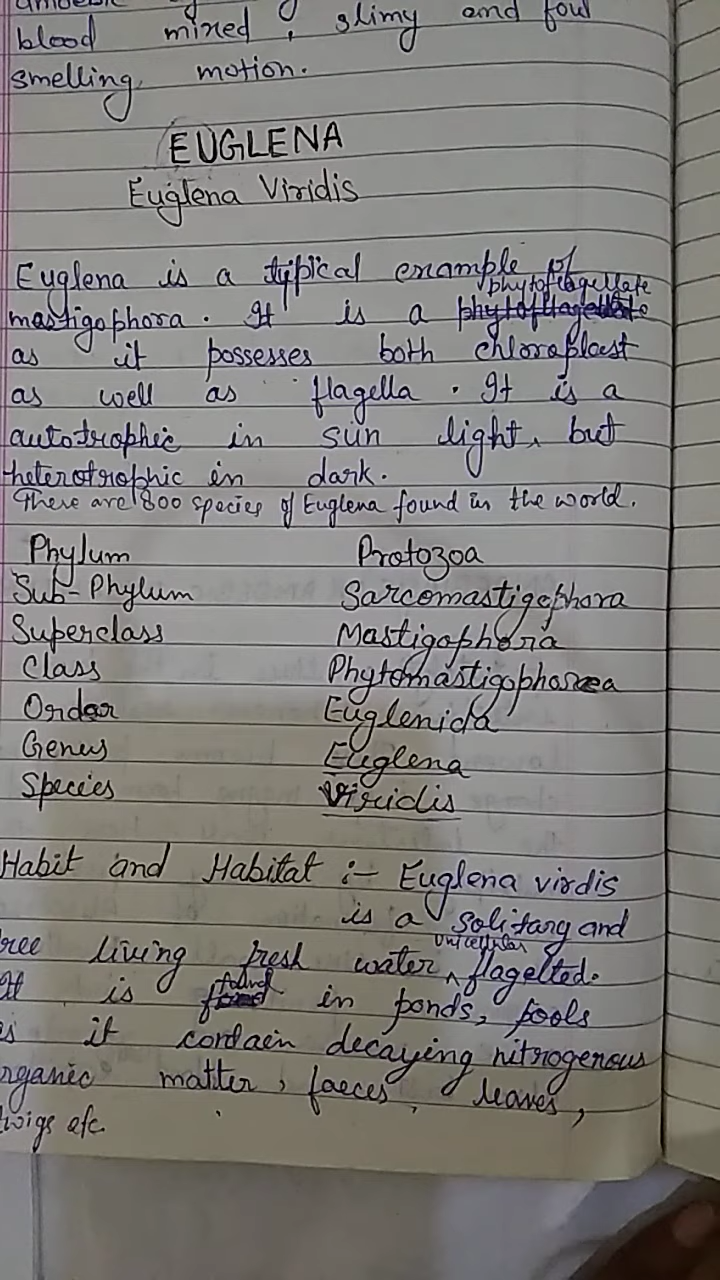 blood mixed, slimy and foul
smelling, motion.
EUGLENA
Euglena Viridis
Euglena is a typical example of
phytoflagellate
mastigophora. It is a
as it possesses both chloroplast
as well as flagella. It is a
autotrophic in sun light, but
heterotrophic in dark.
There are 800 species of Euglena found in the world.
Phylum Protozoa
Sub-Phylum Sarcomastigophora
Superclass Mastigophora
Class Phytomastigophorea
Order Euglenida
Genus Euglena
Species Viridis
Habit and Habitat :- Euglena virdis
is a solitary and
ree living fresh water unicellular flagelted.
It is found in ponds, pools
is it contain decaying nitrogenous
rganic matter, faeces, leaves,
twigs etc.